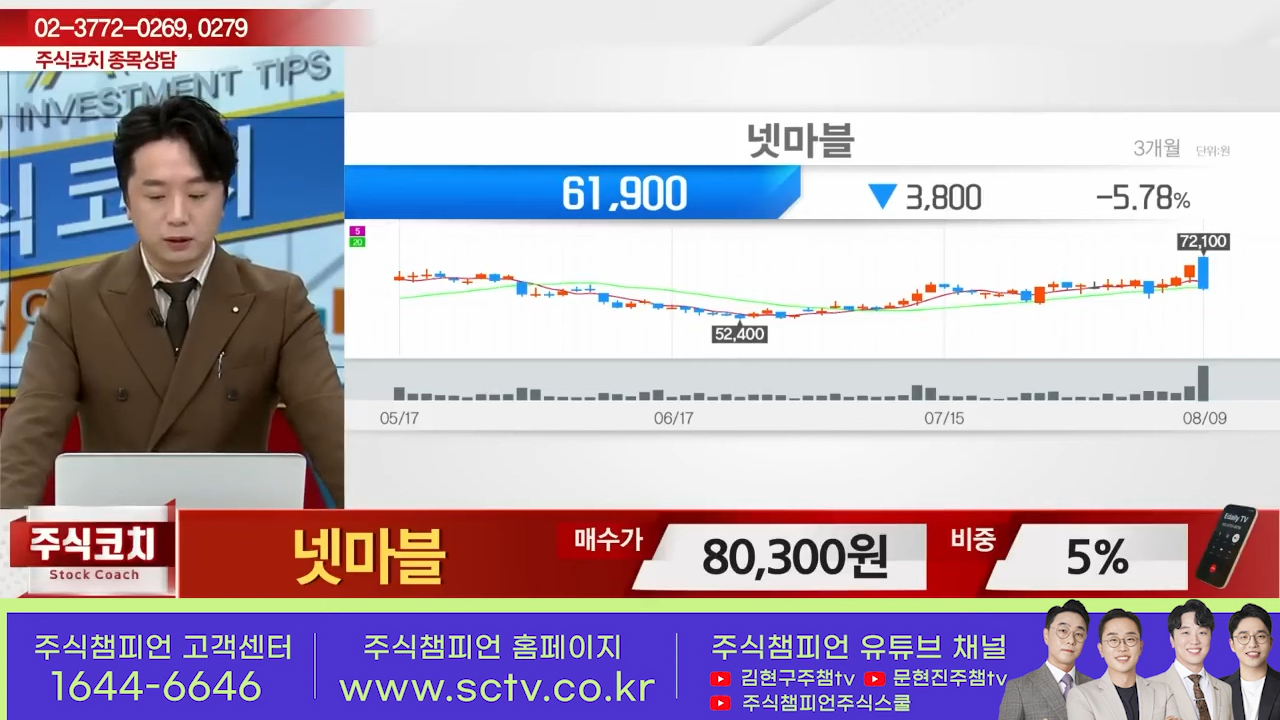 02-3772-0269, 0279
주식코치 종목상담
INVESTMENT TIPS
넷마블
3개월 단위:원
61,900 ▼ 3,800 -5.78%
5
20
72,100
52,400
05/17 06/17 07/15 08/09
주식코치
Stock Coach
넷마블 매수가 80,300원 비중 5%
Edaily TV
주식챔피언 고객센터
1644-6646
주식챔피언 홈페이지
www.sctv.co.kr
주식챔피언 유튜브 채널
김현구주챔tv 문현진주챔tv
주식챔피언주식스쿨